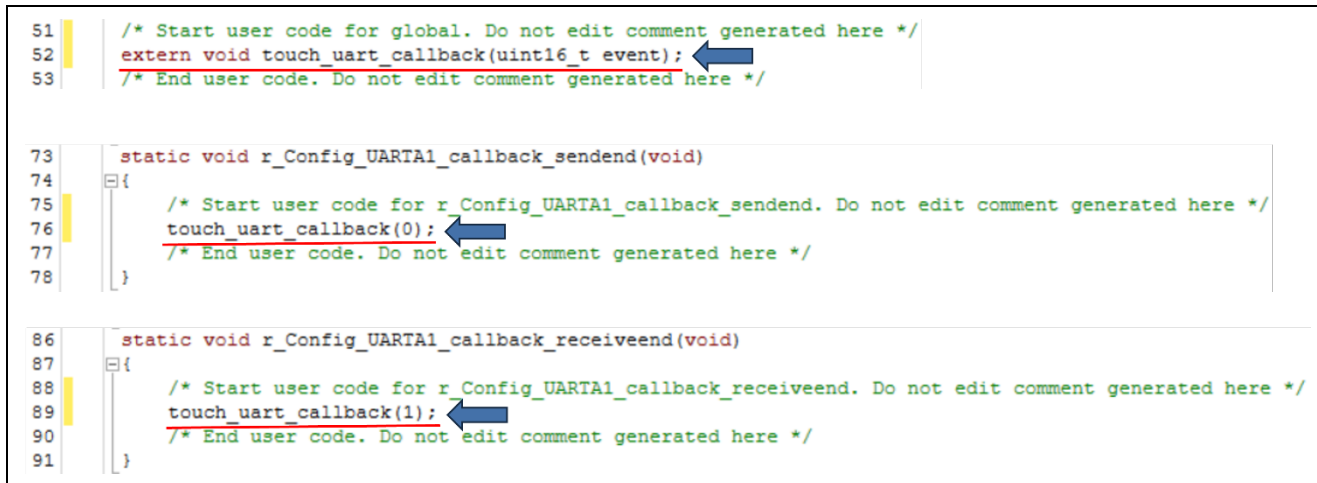 51 /* Start user code for global. Do not edit comment generated here */
52 extern void touch_uart_callback(uint16_t event);
53 /* End user code. Do not edit comment generated here */
73 static void r_Config_UARTA1_callback_sendend(void)
74 {
75 /* Start user code for r_Config_UARTA1_callback_sendend. Do not edit comment generated here */
76 touch_uart_callback(0);
77 /* End user code. Do not edit comment generated here */
78 }
86 static void r_Config_UARTA1_callback_receiveend(void)
87 {
88 /* Start user code for r_Config_UARTA1_callback_receiveend. Do not edit comment generated here */
89 touch_uart_callback(1);
90 /* End user code. Do not edit comment generated here */
91 }